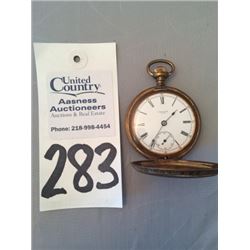 United
Country
Aasness
Auctioneers
Auctions & Real Estate
Phone: 218-998-4454
283